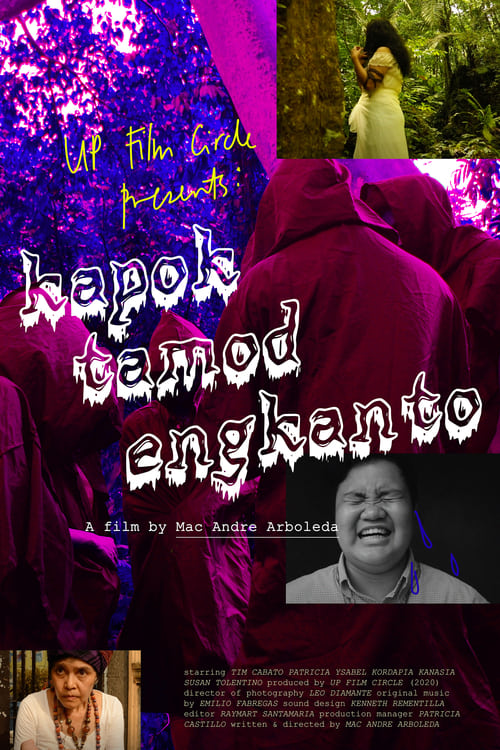 UP Film Circle
presents:
kapok
tamod
engkanto
A film by Mac Andre Arboleda
starring TIM CABATO PATRICIA YSABEL KORDAPIA KANASIA
SUSAN TOLENTINO produced by UP FILM CIRCLE (2020)
director of photography LEO DIAMANTE original music
by EMILIO FABREGAS sound design KENNETH REMENTILLA
editor RAYMART SANTAMARIA production manager PATRICIA
CASTILLO written & directed by MAC ANDRE ARBOLEDA